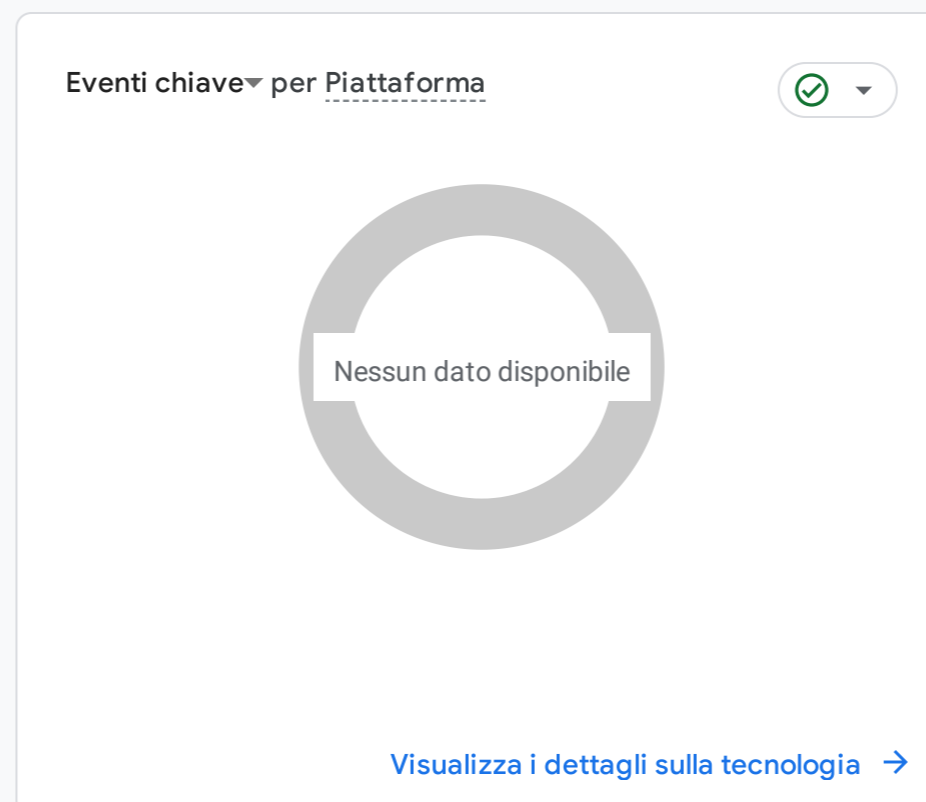 Eventi chiave per Piattaforma
Nessun dato disponibile
Visualizza i dettagli sulla tecnologia